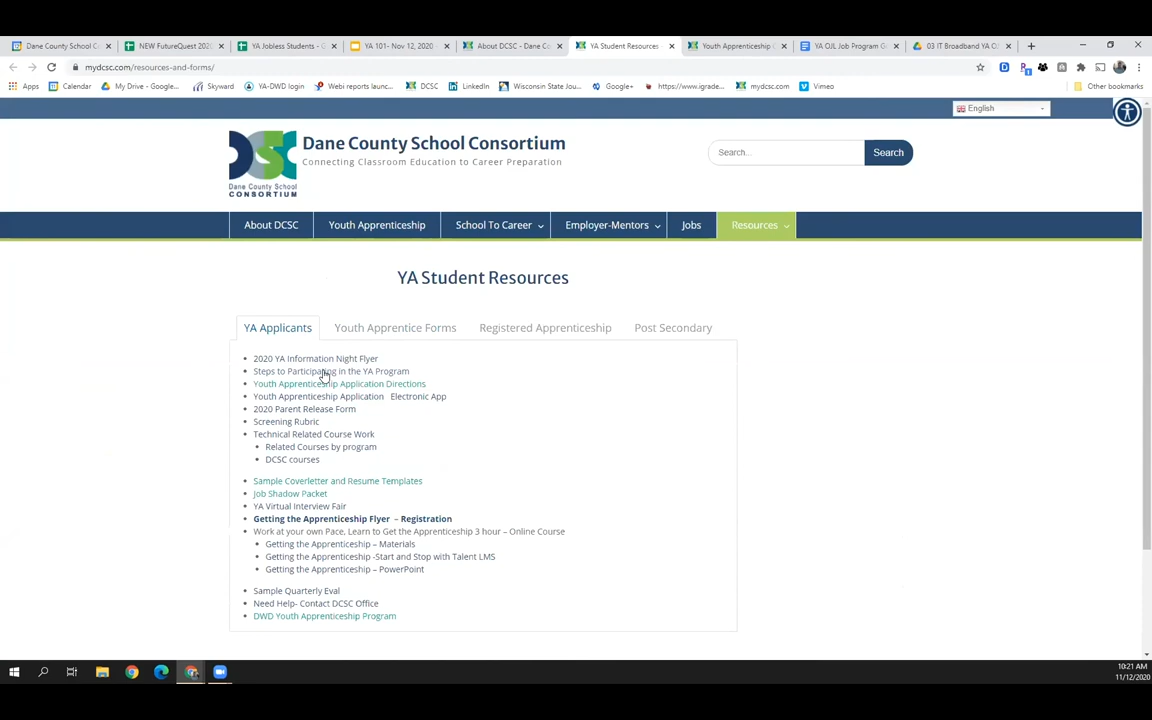 Dane County School C
NEW FutureQuest 202
YA Jobless Students - G
YA 101- Nov 12, 2020
About DCSC - Dane Co
YA Student Resources
Youth Apprenticeship C
YA OJL Job Program G
03 IT Broadband YA O
mydcsc.com/resources-and-forms/
Apps
Calendar
My Drive - Google...
Skyward
YA-DWD login
Webi reports launc...
DCSC
LinkedIn
Wisconsin State Jou...
Google+
https://www.igrade...
mydcsc.com
Vimeo
Other bookmarks
English
Dane County School Consortium
Connecting Classroom Education to Career Preparation
Dane County School
CONSORTIUM
Search...
Search
About DCSC
Youth Apprenticeship
School To Career
Employer-Mentors
Jobs
Resources
YA Student Resources
YA Applicants
Youth Apprentice Forms
Registered Apprenticeship
Post Secondary
2020 YA Information Night Flyer
Steps to Participating in the YA Program
Youth Apprenticeship Application Directions
Youth Apprenticeship Application Electronic App
2020 Parent Release Form
Screening Rubric
Technical Related Course Work
Related Courses by program
DCSC courses
Sample Coverletter and Resume Templates
Job Shadow Packet
YA Virtual Interview Fair
Getting the Apprenticeship Flyer – Registration
Work at your own Pace, Learn to Get the Apprenticeship 3 hour – Online Course
Getting the Apprenticeship – Materials
Getting the Apprenticeship -Start and Stop with Talent LMS
Getting the Apprenticeship – PowerPoint
Sample Quarterly Eval
Need Help- Contact DCSC Office
DWD Youth Apprenticeship Program
10:21 AM
11/12/2020